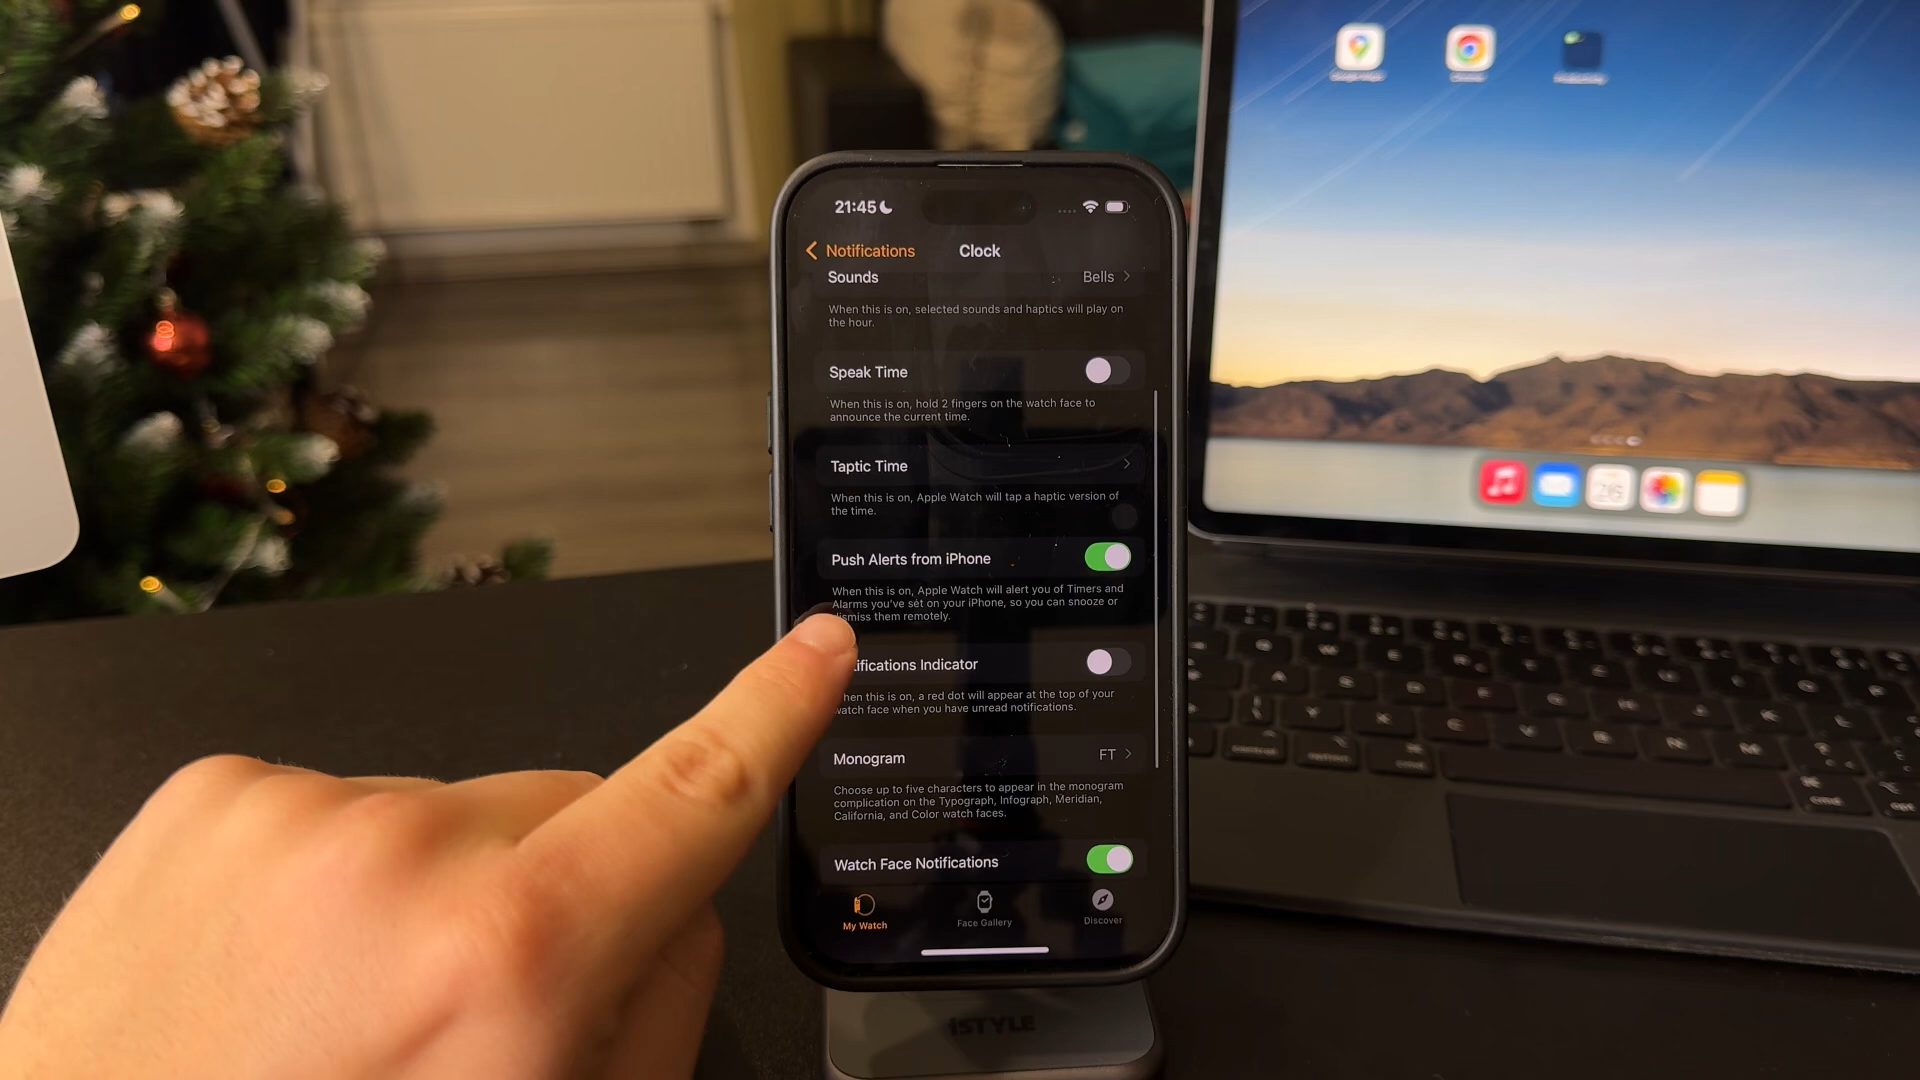 21:45
Notifications Clock
Sounds Bells
When this is on, selected sounds and haptics will play on
the hour.
Speak Time
When this is on, hold 2 fingers on the watch face to
announce the current time.
Taptic Time
When this is on, Apple Watch will tap a haptic version of
the time.
Push Alerts from iPhone
When this is on, Apple Watch will alert you of Timers and
Alarms you've set on your iPhone, so you can snooze or
dismiss them remotely.
tifications Indicator
hen this is on, a red dot will appear at the top of your
watch face when you have unread notifications.
Monogram FT
Choose up to five characters to appear in the monogram
complication on the Typograph, Infograph, Meridian,
California, and Color watch faces.
Watch Face Notifications
My Watch Face Gallery Discover
iSTYLE